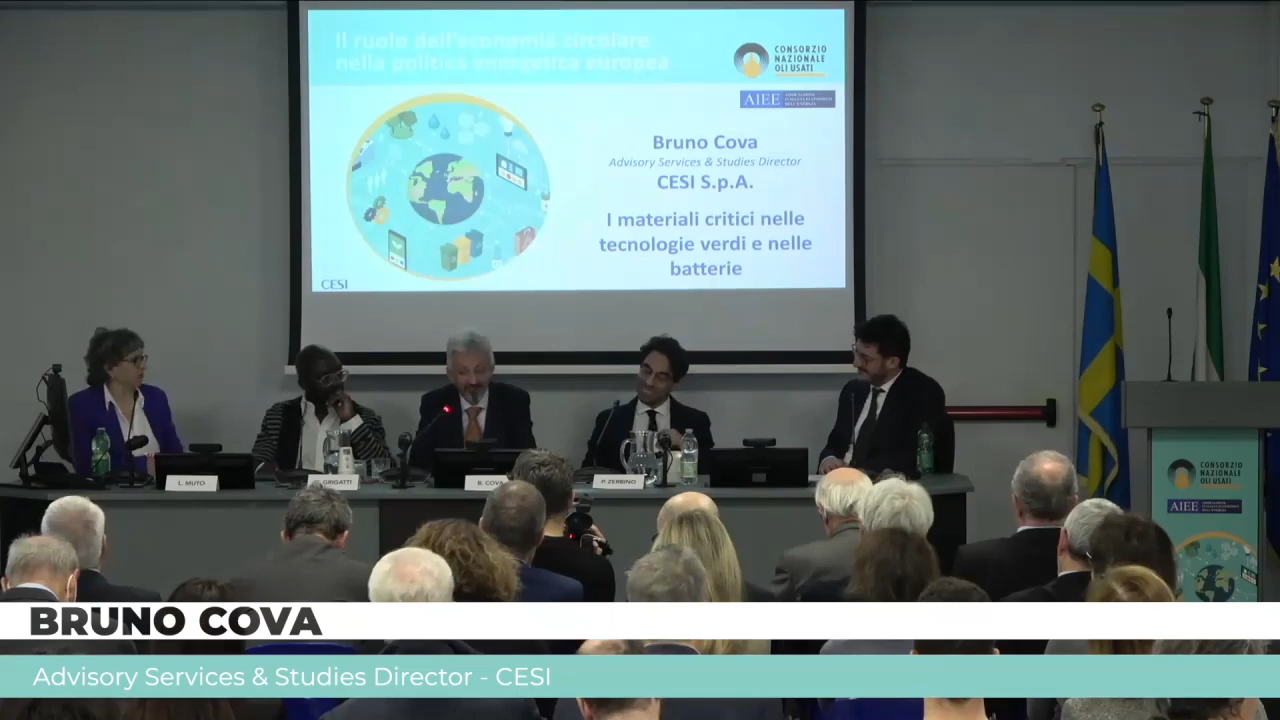 Il ruolo dell'economia circolare
nella politica energetica europea
CONSORZIO
NAZIONALE
OLI USATI
AIEE
Bruno Cova
Advisory Services & Studies Director
CESI S.p.A.
I materiali critici nelle
tecnologie verdi e nelle
batterie
CESI
L. MUTO
GRIGATTI
B. COVA
P. ZERBINO
CONSORZIO
NAZIONALE
OLI USATI
AIEE
BRUNO COVA
Advisory Services & Studies Director - CESI